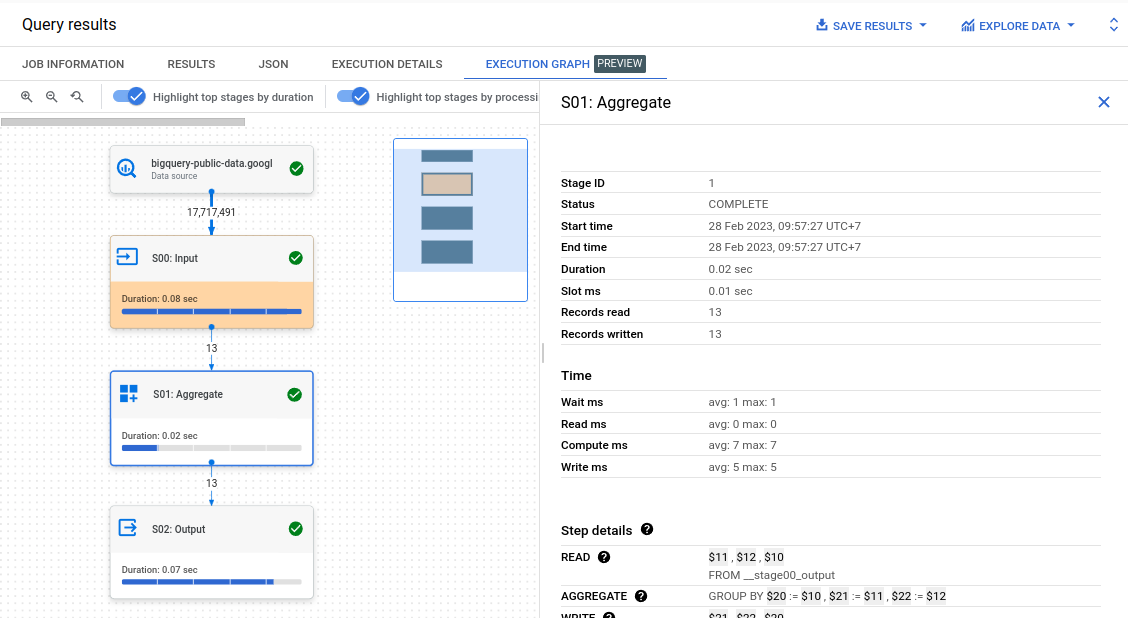 Query results
SAVE RESULTS
EXPLORE DATA
JOB INFORMATION
RESULTS
JSON
EXECUTION DETAILS
EXECUTION GRAPH
PREVIEW
Highlight top stages by duration
Highlight top stages by processi
bigquery-public-data.googl
Data source
17,717,491
S00: Input
Duration: 0.08 sec
13
S01: Aggregate
Duration: 0.02 sec
13
S02: Output
Duration: 0.07 sec
S01: Aggregate
Stage ID 1
Status COMPLETE
Start time 28 Feb 2023, 09:57:27 UTC+7
End time 28 Feb 2023, 09:57:27 UTC+7
Duration 0.02 sec
Slot ms 0.01 sec
Records read 13
Records written 13
Time
Wait ms avg: 1 max: 1
Read ms avg: 0 max: 0
Compute ms avg: 7 max: 7
Write ms avg: 5 max: 5
Step details ?
READ ? $11 , $12 , $10
FROM __stage00_output
AGGREGATE ? GROUP BY $20 := $10 , $21 := $11 , $22 := $12
WRITE ? $21 , $22 , $20